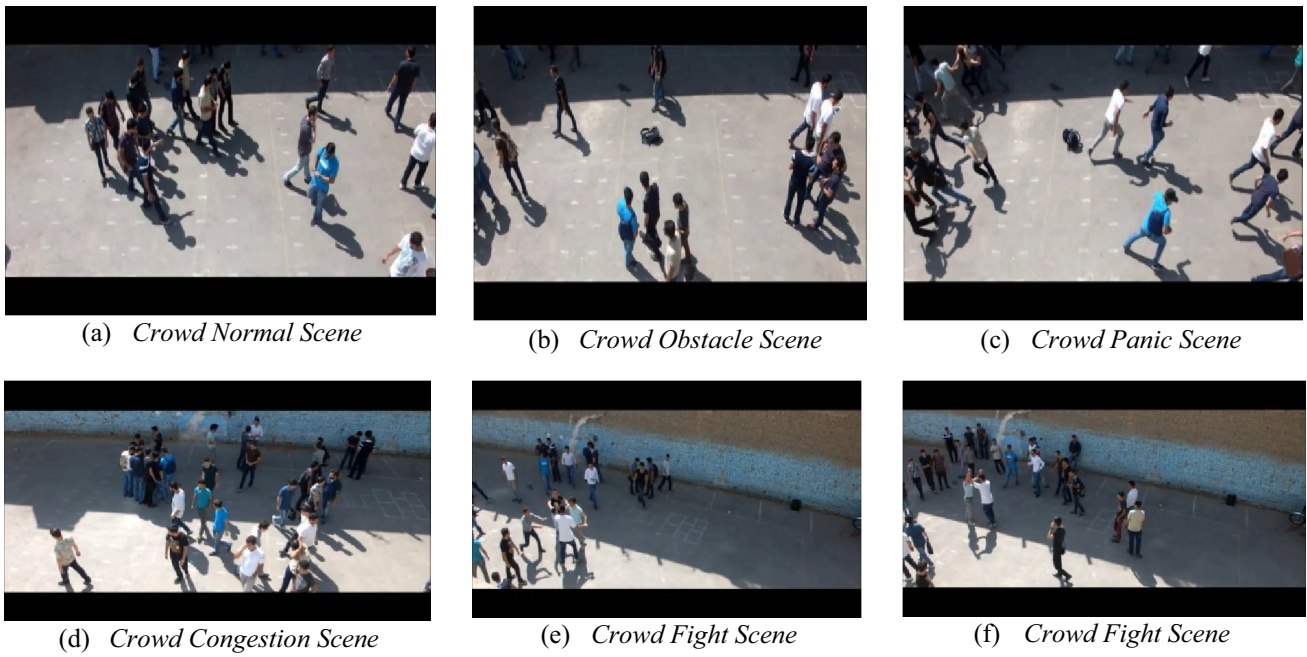 (a) Crowd Normal Scene
(b) Crowd Obstacle Scene
(c) Crowd Panic Scene
(d) Crowd Congestion Scene
(e) Crowd Fight Scene
(f) Crowd Fight Scene